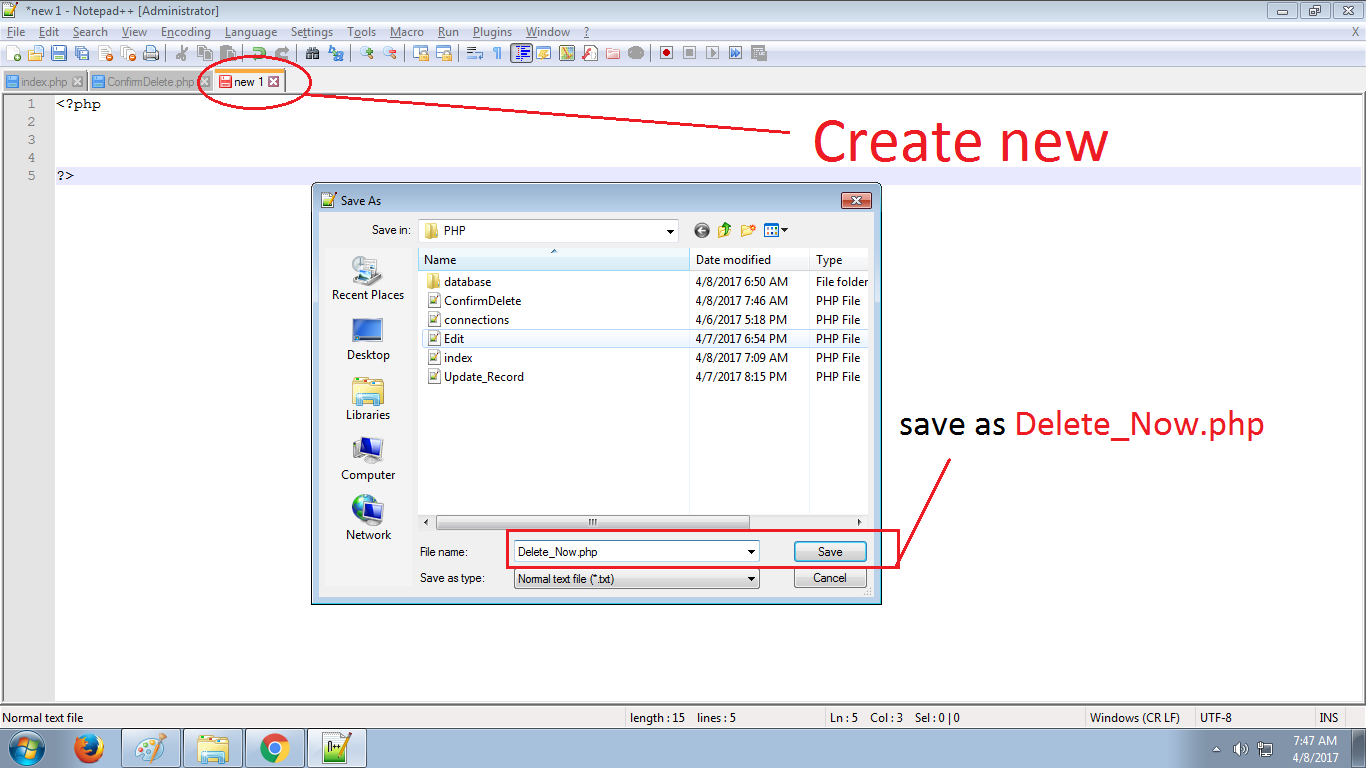 *new 1 - Notepad++ [Administrator]
File Edit Search View Encoding Language Settings Tools Macro Run Plugins Window ? X
index.php ConfirmDelete.php new 1
1 <?php
2
3
4
5 ?>
Create new
Save As
Save in: PHP
Name Date modified Type
database 4/8/2017 6:50 AM File folder
ConfirmDelete 4/8/2017 7:46 AM PHP File
connections 4/6/2017 5:18 PM PHP File
Edit 4/7/2017 6:54 PM PHP File
index 4/8/2017 7:09 AM PHP File
Update_Record 4/7/2017 8:15 PM PHP File
Recent Places
Desktop
Libraries
Computer
Network
save as Delete_Now.php
File name: Delete_Now.php Save
Save as type: Normal text file (*.txt) Cancel
Normal text file length : 15 lines : 5 Ln : 5 Col : 3 Sel : 0 | 0 Windows (CR LF) UTF-8 INS
7:47 AM
4/8/2017